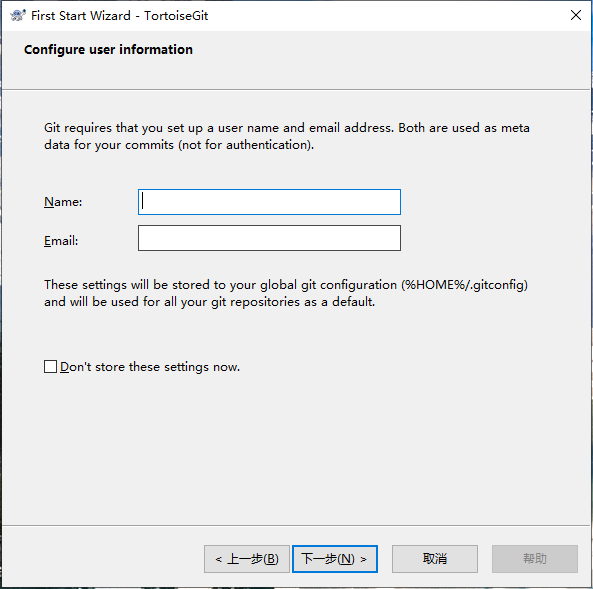 First Start Wizard - TortoiseGit
Configure user information
Git requires that you set up a user name and email address. Both are used as meta
data for your commits (not for authentication).
Name:
Email:
These settings will be stored to your global git configuration (%HOME%/.gitconfig)
and will be used for all your git repositories as a default.
Don't store these settings now.
< 上一步(B) 下一步(N) > 取消 帮助